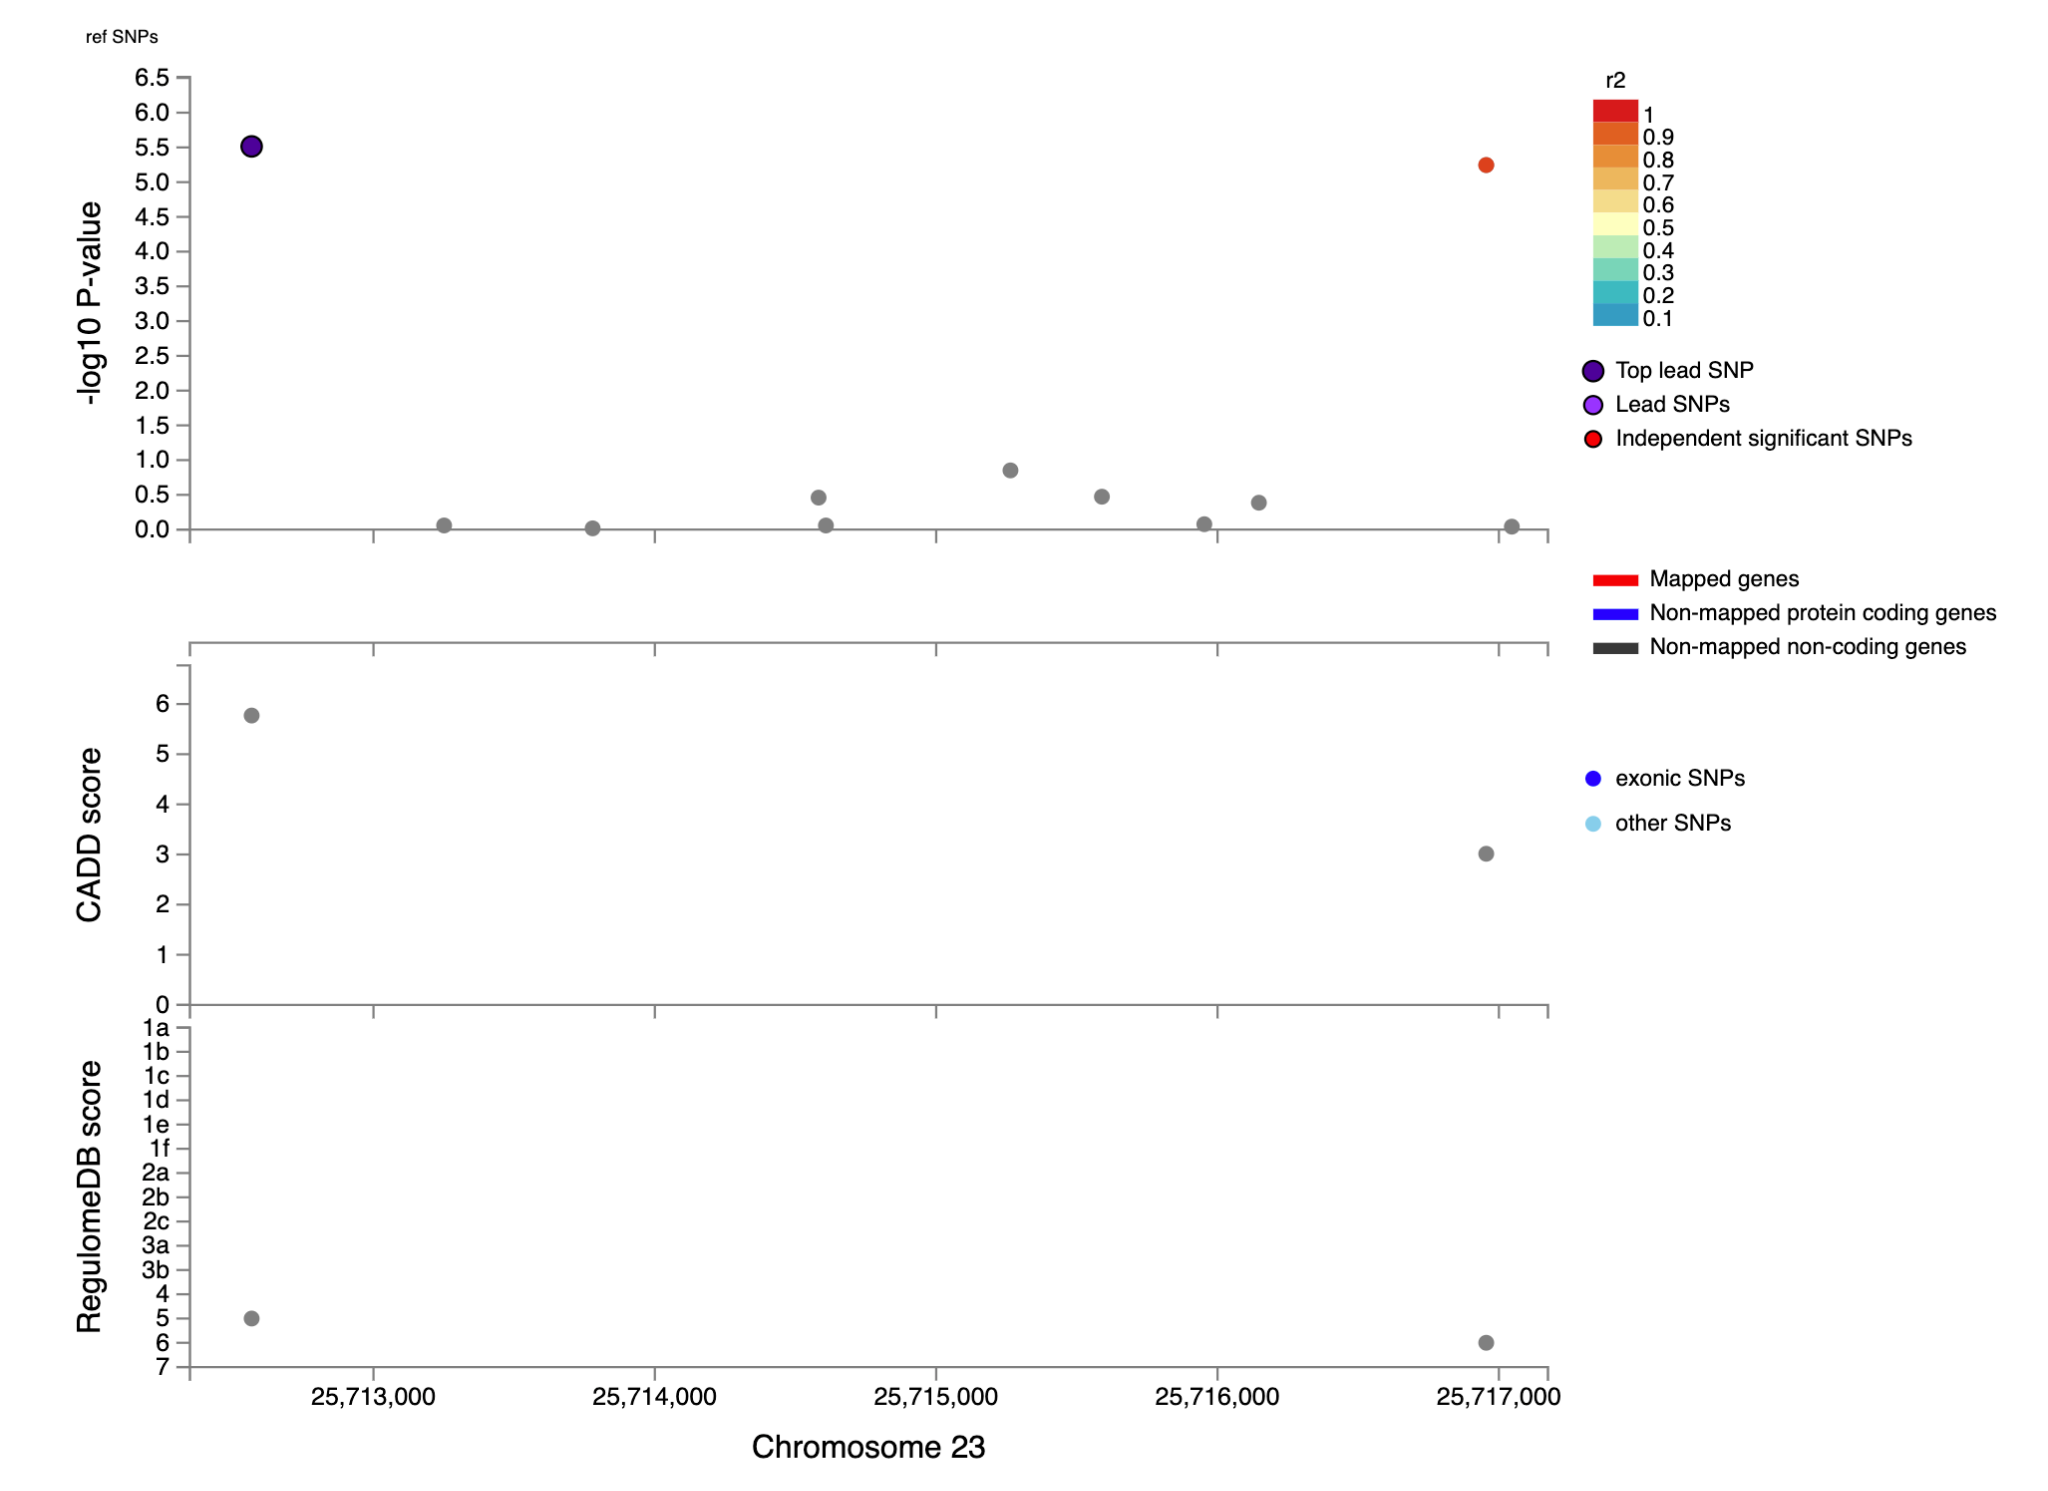 ref SNPs
6.5
6.0
5.5
5.0
4.5
4.0
3.5
3.0
2.5
2.0
1.5
1.0
0.5
0.0
-log10 P-value
r2
1
0.9
0.8
0.7
0.6
0.5
0.4
0.3
0.2
0.1
Top lead SNP
Lead SNPs
Independent significant SNPs
Mapped genes
Non-mapped protein coding genes
Non-mapped non-coding genes
6
5
4
3
2
1
0
CADD score
exonic SNPs
other SNPs
1a
1b
1c
1d
1e
1f
2a
2b
2c
3a
3b
4
5
6
7
RegulomeDB score
25,713,000 25,714,000 25,715,000 25,716,000 25,717,000
Chromosome 23